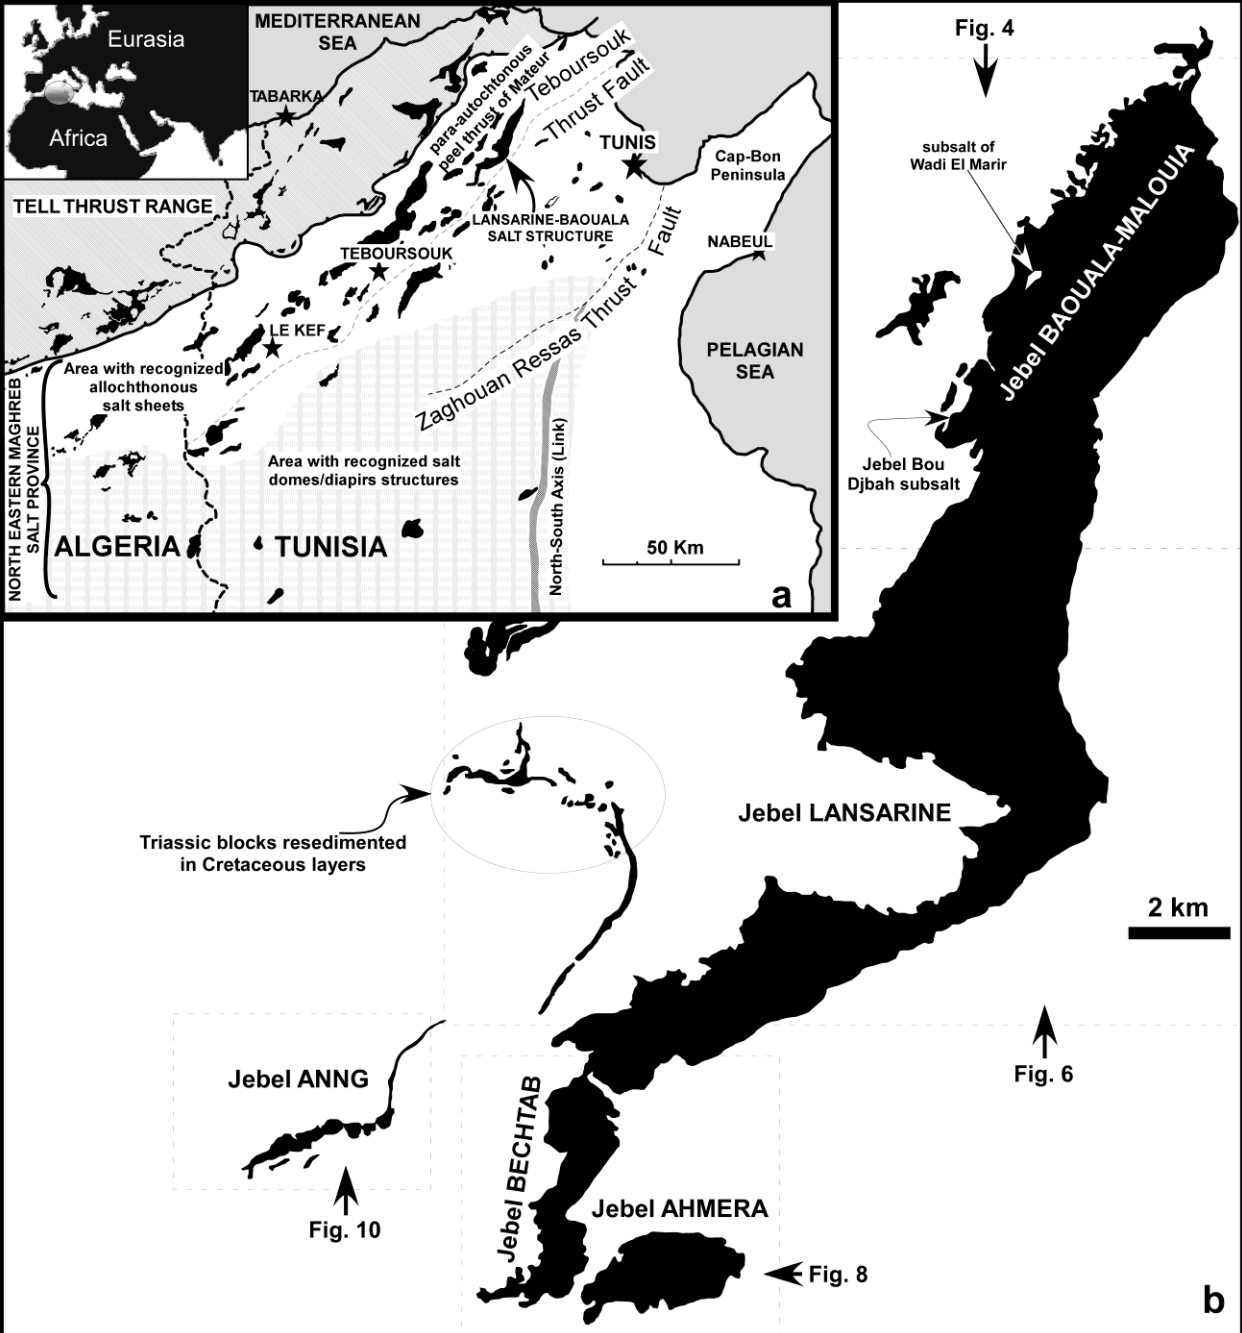 Eurasia
Africa
MEDITERRANEAN
SEA
TABARKA
TELL THRUST RANGE
para-autochtonous
peel thrust of Mateur
Teboursouk
Thrust Fault
TUNIS
Cap-Bon
Peninsula
LANSARINE-BAOUALA
SALT STRUCTURE
TEBOURSOUK
NABEUL
LE KEF
Zaghouan Ressas Thrust Fault
PELAGIAN
SEA
Area with recognized
allochthonous
salt sheets
NORTH EASTERN MAGHREB
SALT PROVINCE
Area with recognized salt
domes/diapirs structures
North-South Axis (Link)
ALGERIA
TUNISIA
50 Km
a
Fig. 4
subsalt of
Wadi El Marir
Jebel BAOUALA-MALOUIA
Jebel Bou
Djbah subsalt
Jebel LANSARINE
Triassic blocks resedimented
in Cretaceous layers
2 km
Fig. 6
Jebel ANNG
Fig. 10
Jebel BECHTAB
Jebel AHMERA
Fig. 8
b